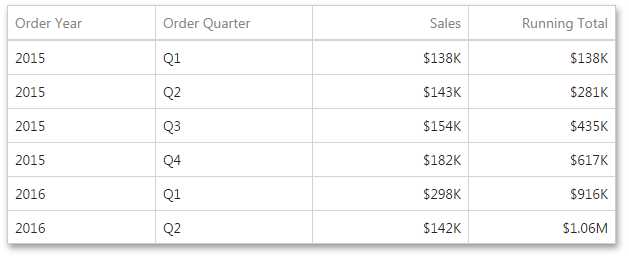 Order Year Order Quarter Sales Running Total
2015 Q1 $138K $138K
2015 Q2 $143K $281K
2015 Q3 $154K $435K
2015 Q4 $182K $617K
2016 Q1 $298K $916K
2016 Q2 $142K $1.06M